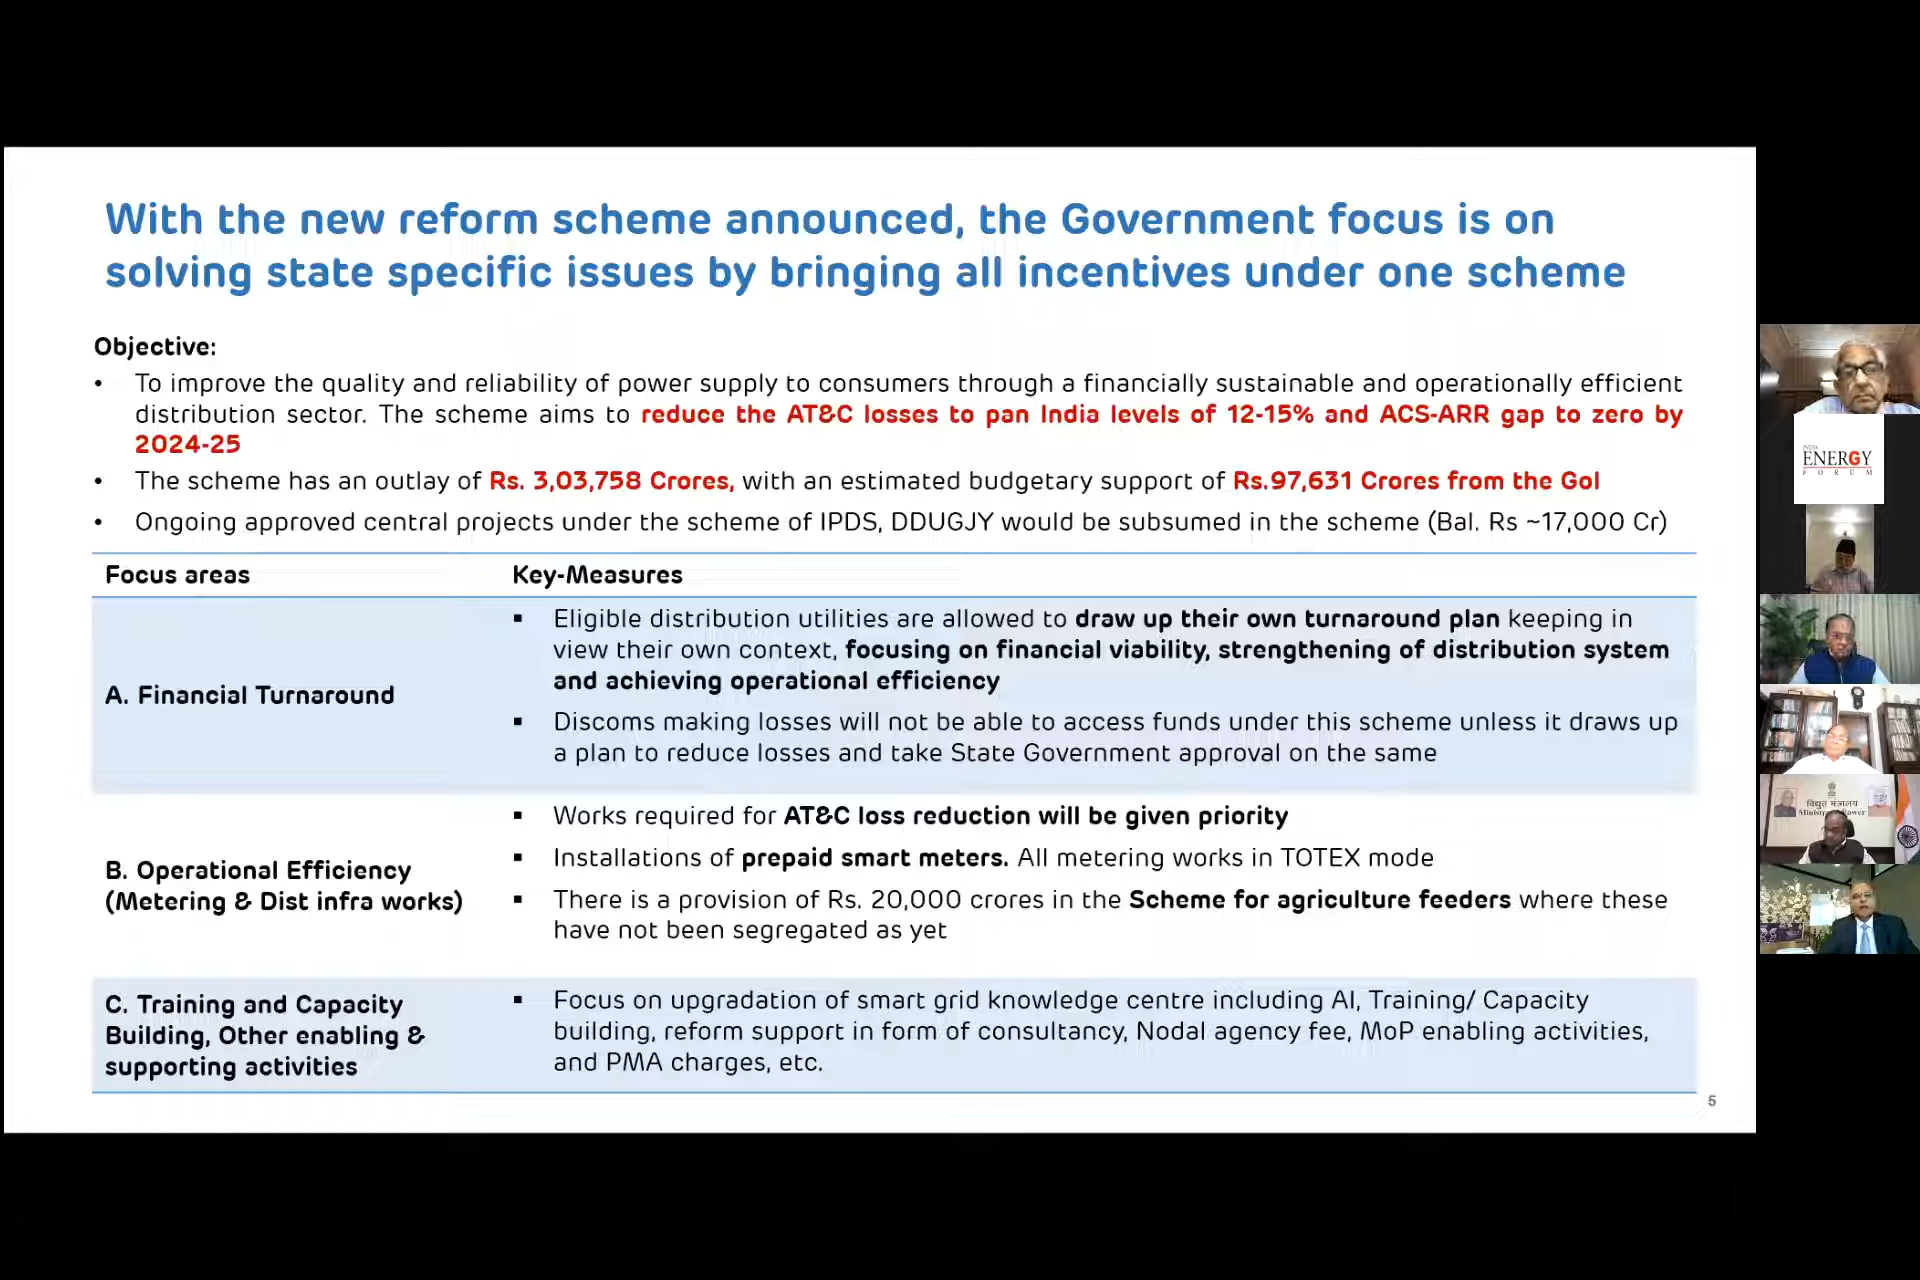 With the new reform scheme announced, the Government focus is on
solving state specific issues by bringing all incentives under one scheme
Objective:
• To improve the quality and reliability of power supply to consumers through a financially sustainable and operationally efficient
distribution sector. The scheme aims to reduce the AT&C losses to pan India levels of 12-15% and ACS-ARR gap to zero by
2024-25
• The scheme has an outlay of Rs. 3,03,758 Crores, with an estimated budgetary support of Rs.97,631 Crores from the GoI
• Ongoing approved central projects under the scheme of IPDS, DDUGJY would be subsumed in the scheme (Bal. Rs ~17,000 Cr)
Focus areas
Key-Measures
A. Financial Turnaround
▪ Eligible distribution utilities are allowed to draw up their own turnaround plan keeping in
view their own context, focusing on financial viability, strengthening of distribution system
and achieving operational efficiency
▪ Discoms making losses will not be able to access funds under this scheme unless it draws up
a plan to reduce losses and take State Government approval on the same
B. Operational Efficiency
(Metering & Dist infra works)
▪ Works required for AT&C loss reduction will be given priority
▪ Installations of prepaid smart meters. All metering works in TOTEX mode
▪ There is a provision of Rs. 20,000 crores in the Scheme for agriculture feeders where these
have not been segregated as yet
C. Training and Capacity
Building, Other enabling &
supporting activities
▪ Focus on upgradation of smart grid knowledge centre including AI, Training/ Capacity
building, reform support in form of consultancy, Nodal agency fee, MoP enabling activities,
and PMA charges, etc.
5
INDIA
ENERGY
FORUM
विद्युत मंत्रालय